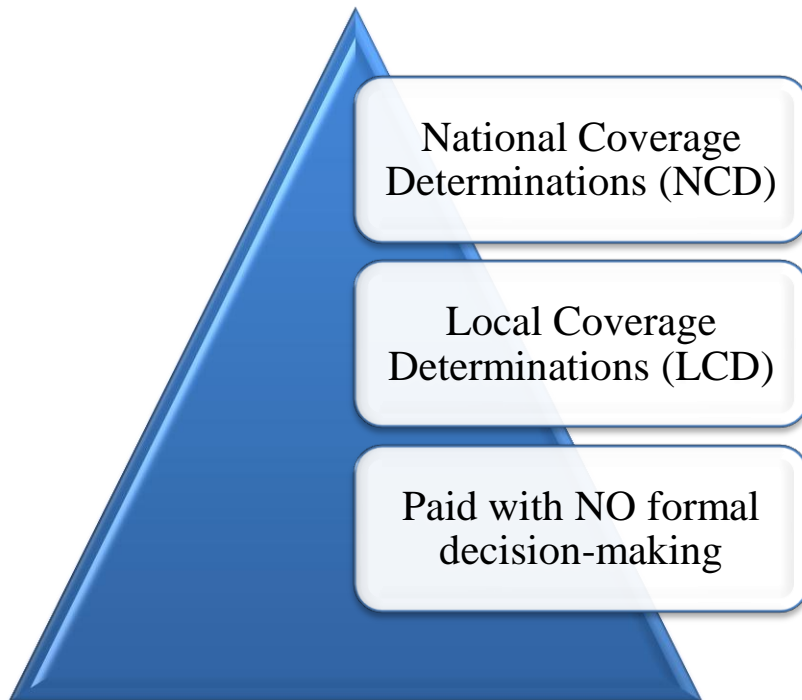 National Coverage
Determinations (NCD)
Local Coverage
Determinations (LCD)
Paid with NO formal
decision-making